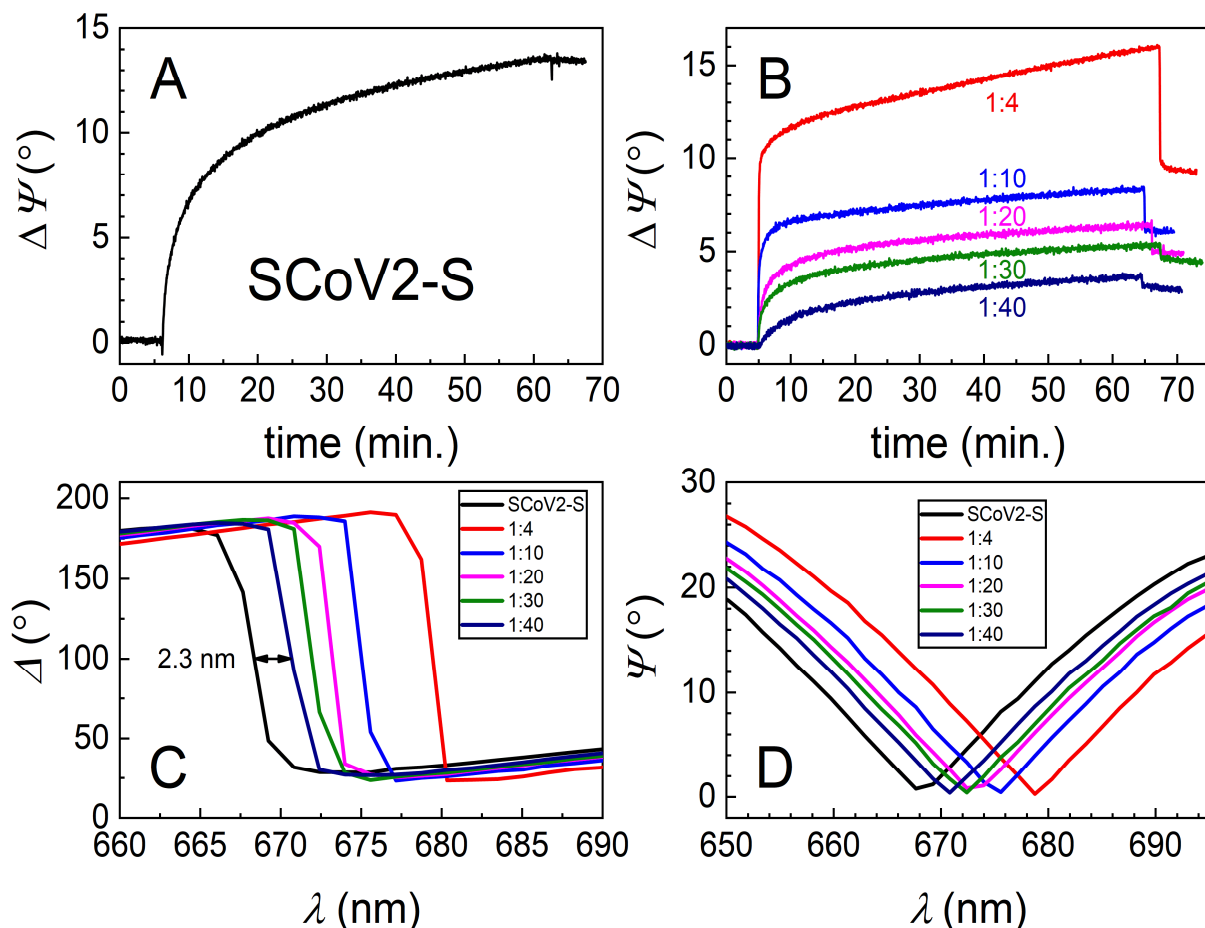 15
10
5
0
Δ Ψ (°)
A
SCoV2-S
0 10 20 30 40 50 60 70
time (min.)
15
10
5
0
Δ Ψ (°)
B
1:4
1:10
1:20
1:30
1:40
0 10 20 30 40 50 60 70
time (min.)
200
150
100
50
0
Δ (°)
SCoV2-S
1:4
1:10
1:20
1:30
1:40
2.3 nm
C
660 665 670 675 680 685 690
λ (nm)
30
20
10
0
Ψ (°)
SCoV2-S
1:4
1:10
1:20
1:30
1:40
D
650 660 670 680 690
λ (nm)